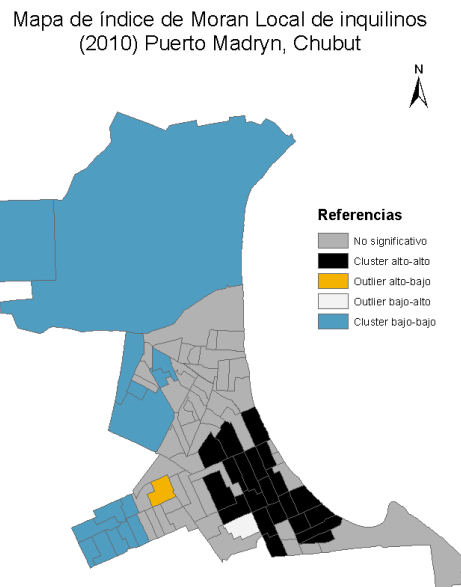 Mapa de índice de Moran Local de inquilinos
(2010) Puerto Madryn, Chubut
N
Referencias
No significativo
Cluster alto-alto
Outlier alto-bajo
Outlier bajo-alto
Cluster bajo-bajo